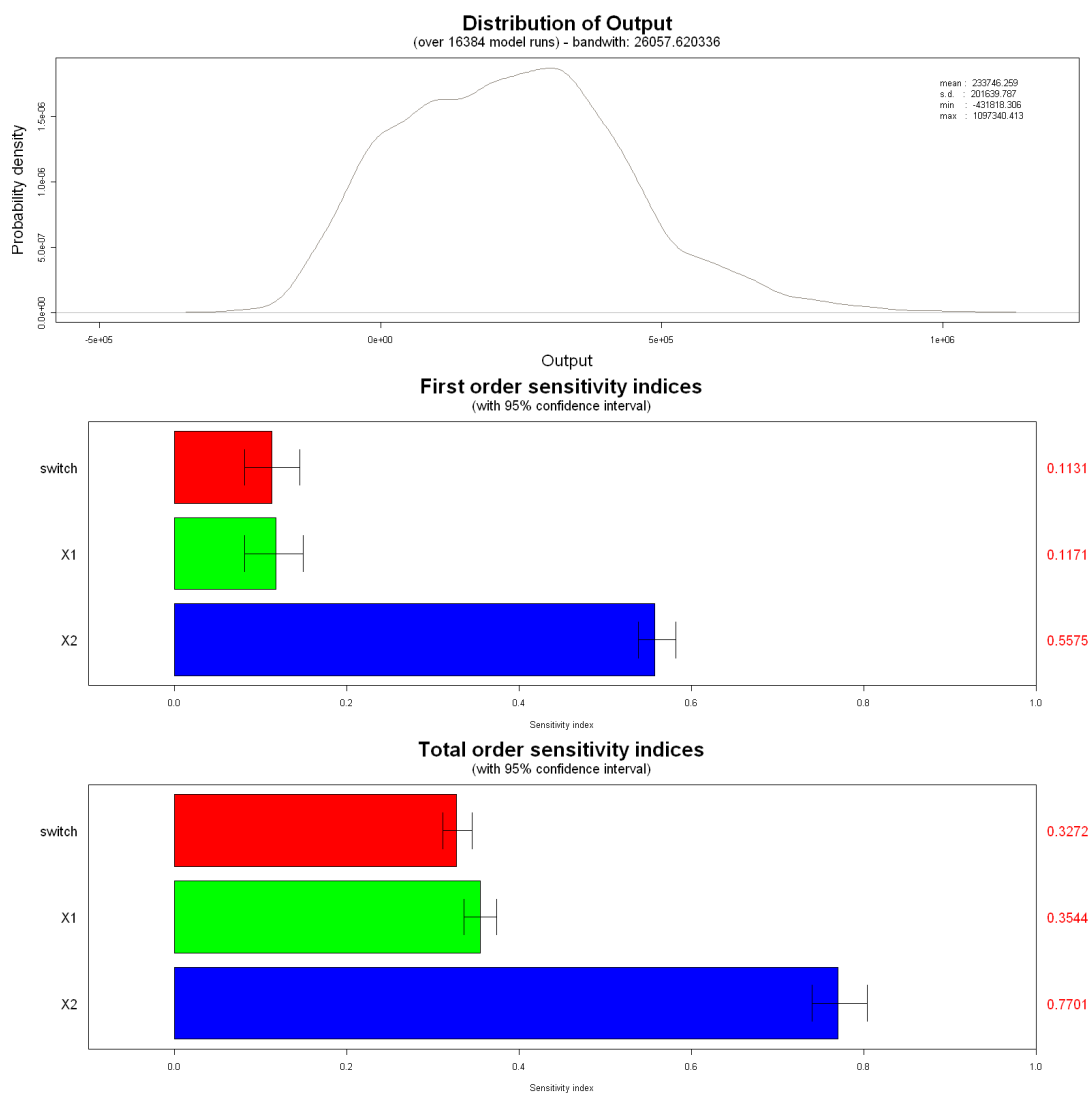 Distribution of Output
(over 16384 model runs) - bandwith: 26057.620336
mean : 233746.259
s.d. : 201639.787
min : -431818.306
max : 1097340.413
Probability density
0.0e+00
5.0e-07
1.0e-06
1.5e-06
-5e+05
0e+00
5e+05
1e+06
Output
First order sensitivity indices
(with 95% confidence interval)
switch
0.1131
X1
0.1171
X2
0.5575
0.0
0.2
0.4
0.6
0.8
1.0
Sensitivity index
Total order sensitivity indices
(with 95% confidence interval)
switch
0.3272
X1
0.3544
X2
0.7701
0.0
0.2
0.4
0.6
0.8
1.0
Sensitivity index